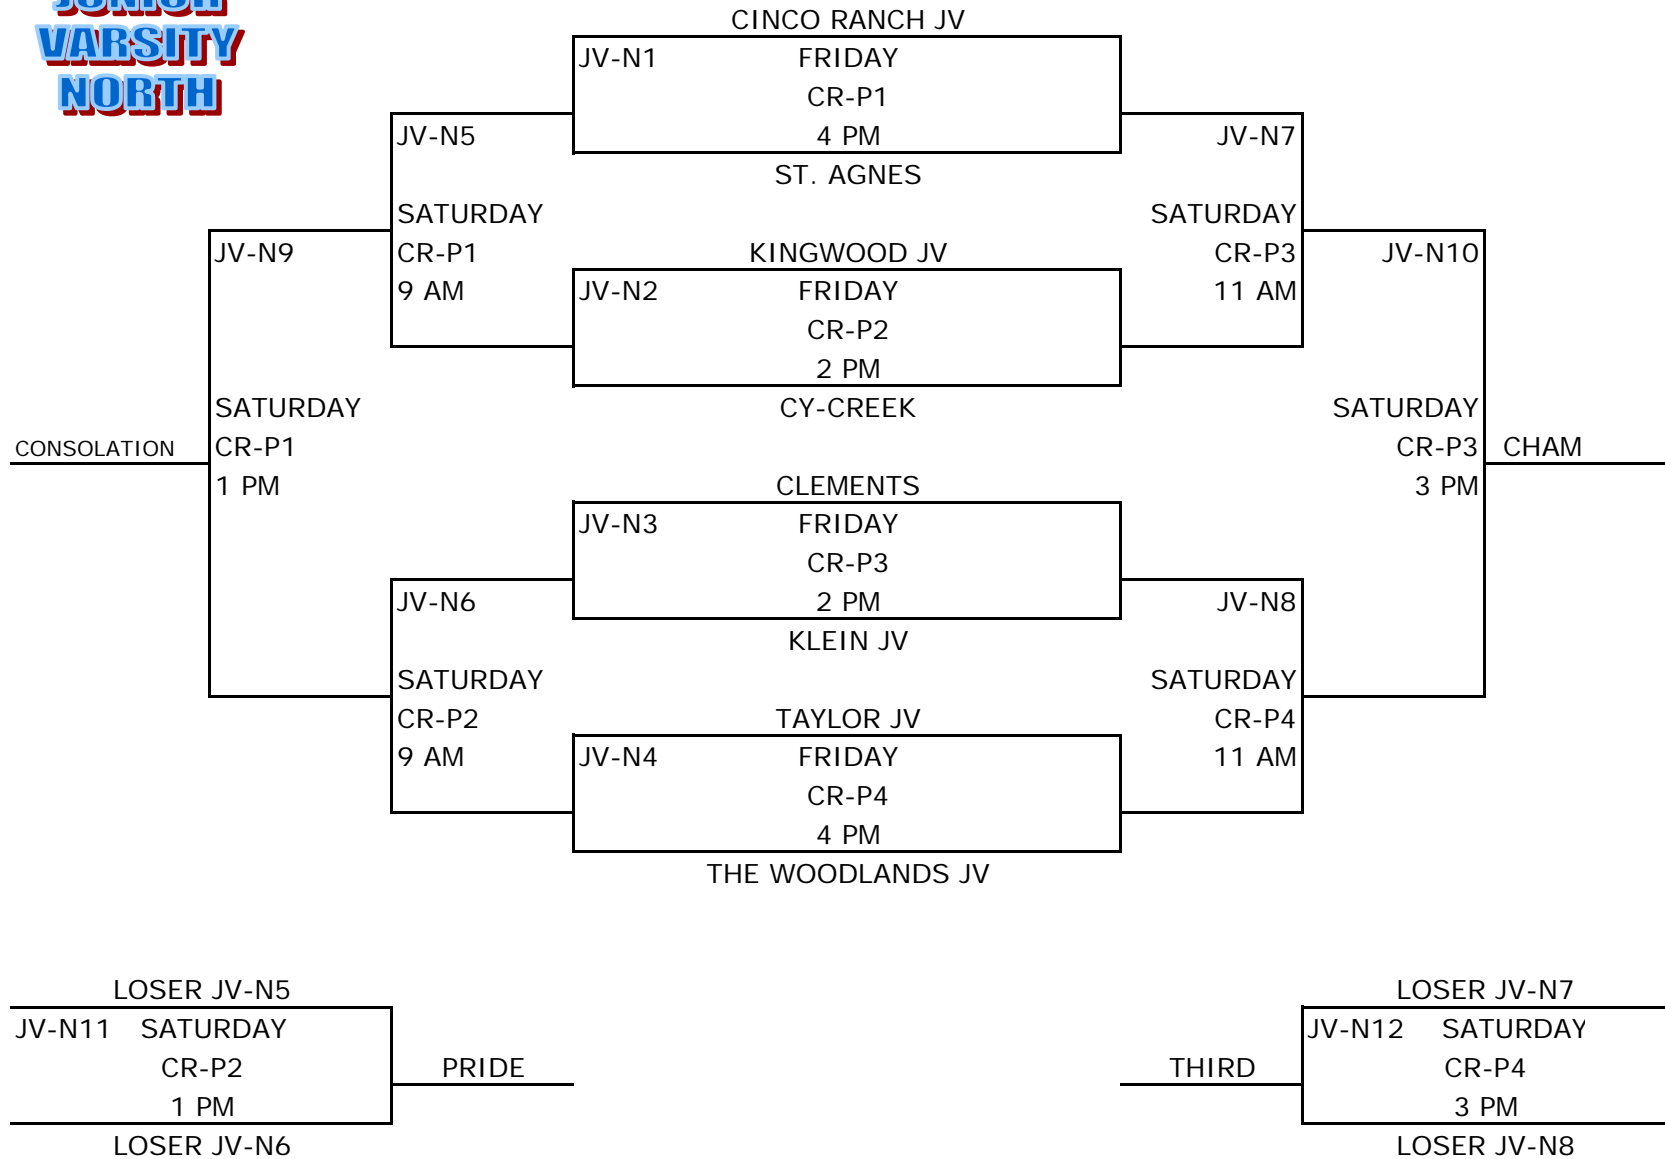 JUNIOR
VARSITY
NORTH
CINCO RANCH JV
JV-N1 FRIDAY
CR-P1
4 PM
ST. AGNES
JV-N5
SATURDAY
CR-P1
9 AM
JV-N7
SATURDAY
CR-P3
11 AM
KINGWOOD JV
JV-N2 FRIDAY
CR-P2
2 PM
CY-CREEK
JV-N9
SATURDAY
CR-P1
1 PM
CONSOLATION
JV-N10
SATURDAY
CR-P3
3 PM
CHAM
CLEMENTS
JV-N3 FRIDAY
CR-P3
2 PM
KLEIN JV
JV-N6
SATURDAY
CR-P2
9 AM
JV-N8
SATURDAY
CR-P4
11 AM
TAYLOR JV
JV-N4 FRIDAY
CR-P4
4 PM
THE WOODLANDS JV
LOSER JV-N5
JV-N11 SATURDAY
CR-P2
1 PM
LOSER JV-N6
PRIDE
THIRD
LOSER JV-N7
JV-N12 SATURDAY
CR-P4
3 PM
LOSER JV-N8